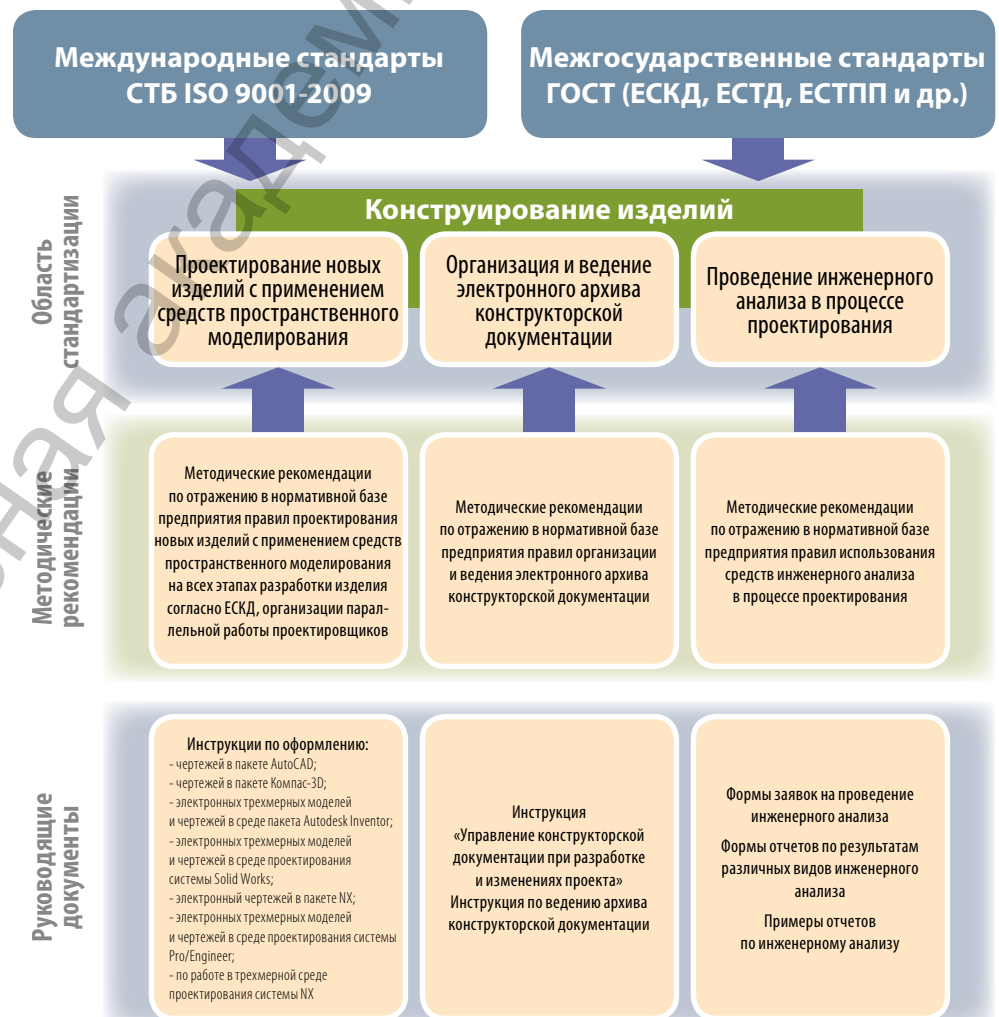 Международные стандарты
СТБ ISO 9001-2009
Межгосударственные стандарты
ГОСТ (ЕСКД, ЕСТД, ЕСТПП и др.)
Область
стандартизации
Конструирование изделий
Проектирование новых
изделий с применением
средств пространственного
моделирования
Организация и ведение
электронного архива
конструкторской
документации
Проведение инженерного
анализа в процессе
проектирования
Методические
рекомендации
Методические рекомендации
по отражению в нормативной базе
предприятия правил проектирования
новых изделий с применением средств
пространственного моделирования
на всех этапах разработки изделия
согласно ЕСКД, организации парал-
лельной работы проектировщиков
Методические рекомендации
по отражению в нормативной базе
предприятия правил организации
и ведения электронного архива
конструкторской документации
Методические рекомендации
по отражению в нормативной базе
предприятия правил использования
средств инженерного анализа
в процессе проектирования
Руководящие
документы
Инструкции по оформлению:
- чертежей в пакете AutoCAD;
- чертежей в пакете Компас-3D;
- электронных трехмерных моделей
и чертежей в среде пакета Autodesk Inventor;
- электронных трехмерных моделей
и чертежей в среде проектирования
системы Solid Works;
- электронный чертежей в пакете NX;
- электронных трехмерных моделей
и чертежей в среде проектирования системы
Pro/Engineer;
- по работе в трехмерной среде
проектирования системы NX
Инструкция
«Управление конструкторской
документации при разработке
и изменениях проекта»
Инструкция по ведению архива
конструкторской документации
Формы заявок на проведение
инженерного анализа
Формы отчетов по результатам
различных видов инженерного
анализа
Примеры отчетов
по инженерному анализу